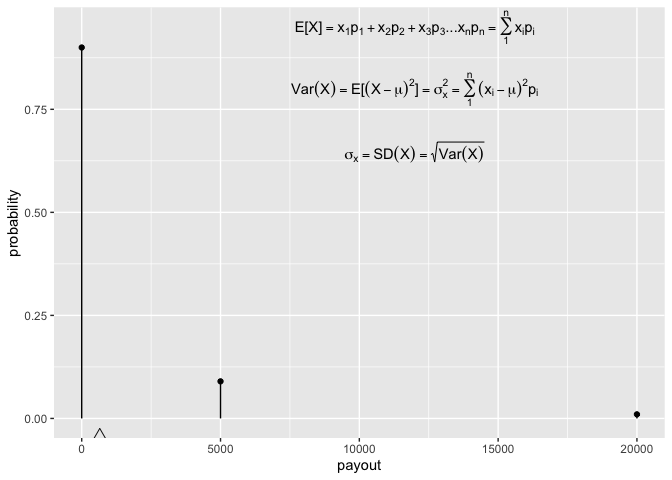 E[X] = x₁p₁ + x₂p₂ + x₃p₃...xₙpₙ = ∑₁ⁿ xᵢpᵢ
Var(X) = E[(X − μ)²] = σₓ² = ∑₁ⁿ (xᵢ − μ)²pᵢ
σₓ = SD(X) = √Var(X)
probability
0.75
0.50
0.25
0.00
0 5000 10000 15000 20000
payout